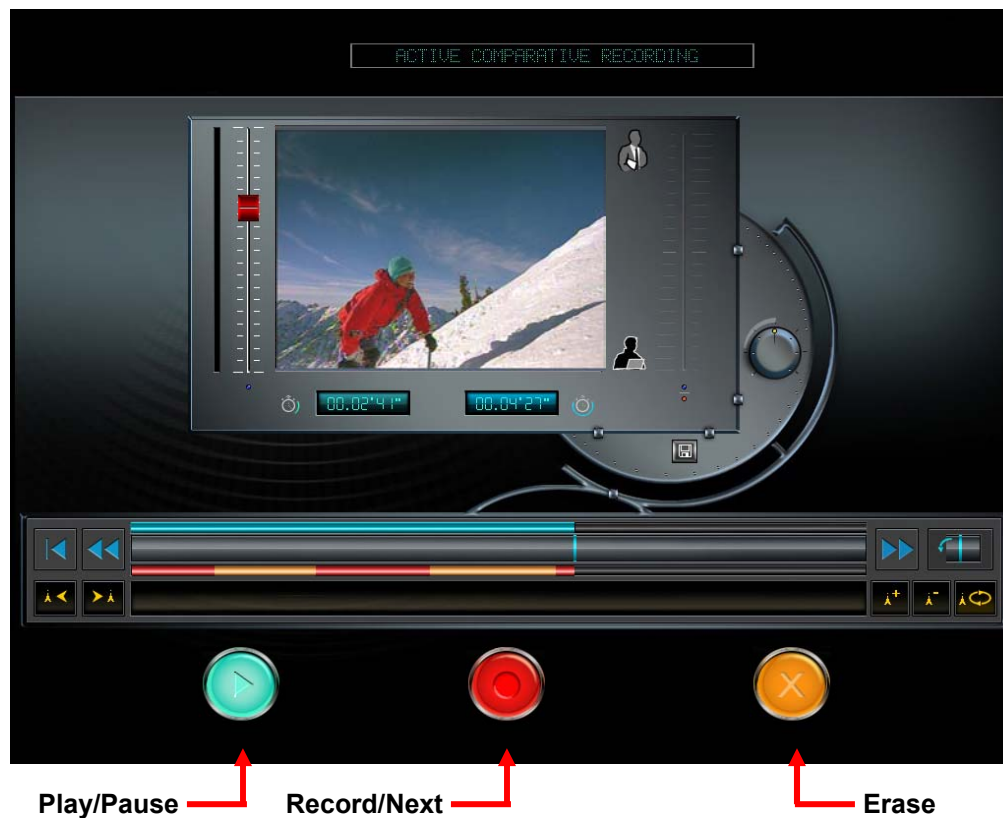 ACTIVE COMPARATIVE RECORDING
00.02'41" 00.04'27"
Play/Pause Record/Next Erase